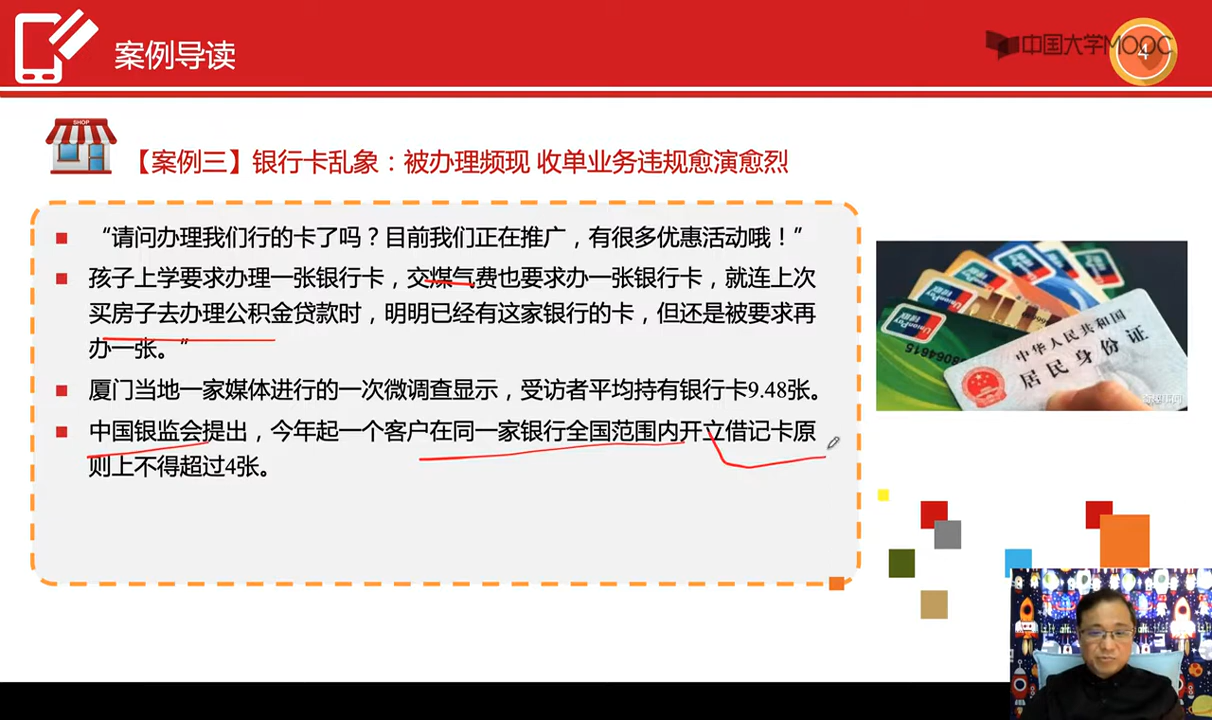 案例导读
中国大学MOOC
4
SHOP
【案例三】银行卡乱象：被办理频现 收单业务违规愈演愈烈
“请问办理我们行的卡了吗？目前我们正在推广，有很多优惠活动哦！”
孩子上学要求办理一张银行卡，交煤气费也要求办一张银行卡，就连上次
买房子去办理公积金贷款时，明明已经有这家银行的卡，但还是被要求再
办一张。”
厦门当地一家媒体进行的一次微调查显示，受访者平均持有银行卡9.48张。
中国银监会提出，今年起一个客户在同一家银行全国范围内开立借记卡原
则上不得超过4张。
UnionPay
银联
UnionPay
银联
中华人民共和国
居民身份证